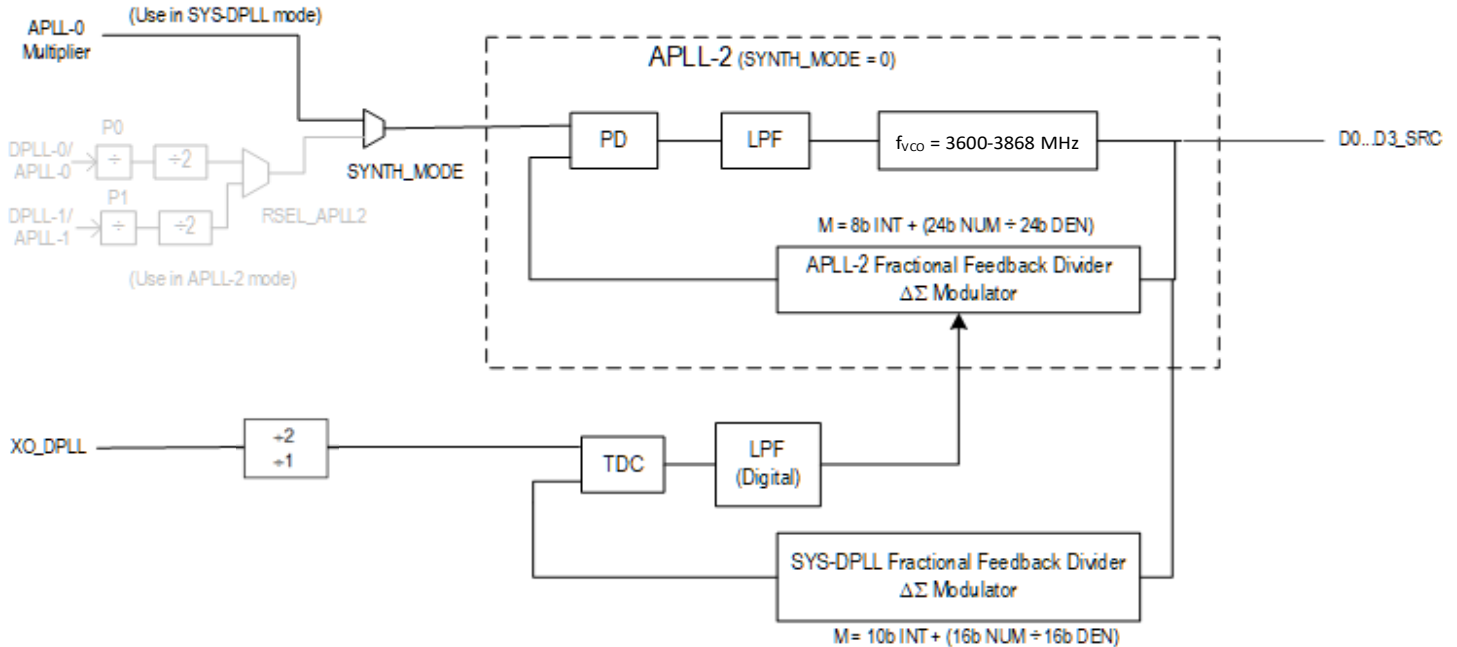 (Use in SYS-DPLL mode)
APLL-0
Multiplier
APLL-2 (SYNTH_MODE = 0)
P0
DPLL-0/
APLL-0
÷
÷2
PD
LPF
fVCO = 3600-3868 MHz
D0...D3_SRC
SYNTH_MODE
P1
DPLL-1/
APLL-1
÷
÷2
RSEL_APLL2
(Use in APLL-2 mode)
M = 8b INT + (24b NUM ÷ 24b DEN)
APLL-2 Fractional Feedback Divider
ΔΣ Modulator
XO_DPLL
÷2
÷1
TDC
LPF
(Digital)
SYS-DPLL Fractional Feedback Divider
ΔΣ Modulator
M = 10b INT + (16b NUM ÷ 16b DEN)